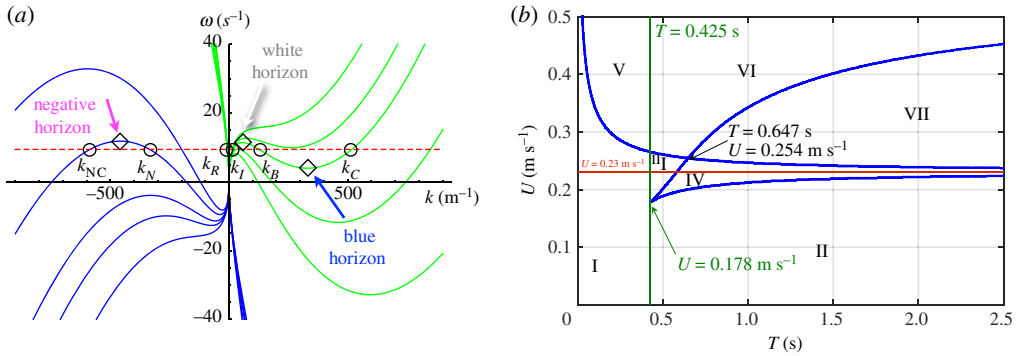 (a)
ω (s⁻¹)
40
20
−20
−40
−500
500
k (m⁻¹)
white
horizon
negative
horizon
blue
horizon
k_NC
k_N
k_R
k_I
k_B
k_C
(b)
U (m s⁻¹)
0.5
0.4
0.3
0.2
0.1
0
0.5
1.0
1.5
2.0
2.5
T (s)
T = 0.425 s
V
VI
VII
T = 0.647 s
U = 0.254 m s⁻¹
U = 0.23 m s⁻¹
III
IV
U = 0.178 m s⁻¹
I
II